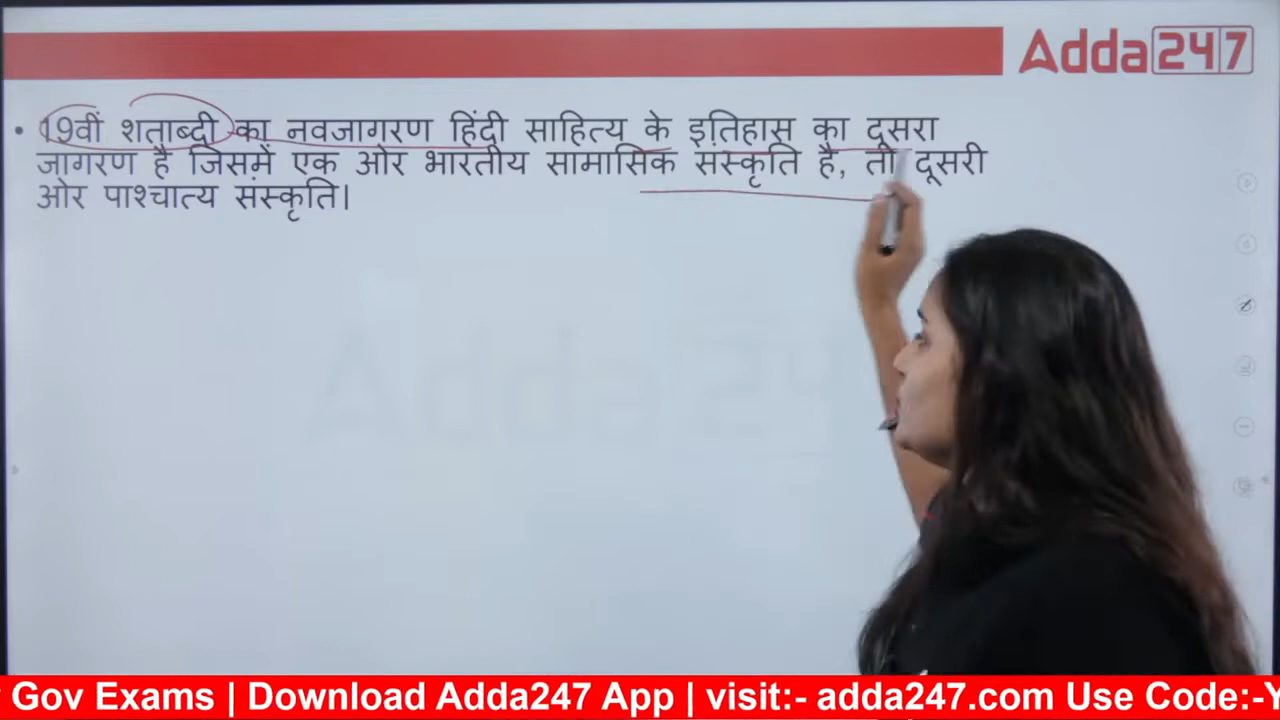 Adda247
• 19वीं शताब्दी का नवजागरण हिंदी साहित्य के इतिहास का दूसरा
जागरण है जिसमें एक ओर भारतीय सामासिक संस्कृति है, तो दूसरी
ओर पाश्चात्य संस्कृति।
Gov Exams | Download Adda247 App | visit:- adda247.com Use Code:-Y